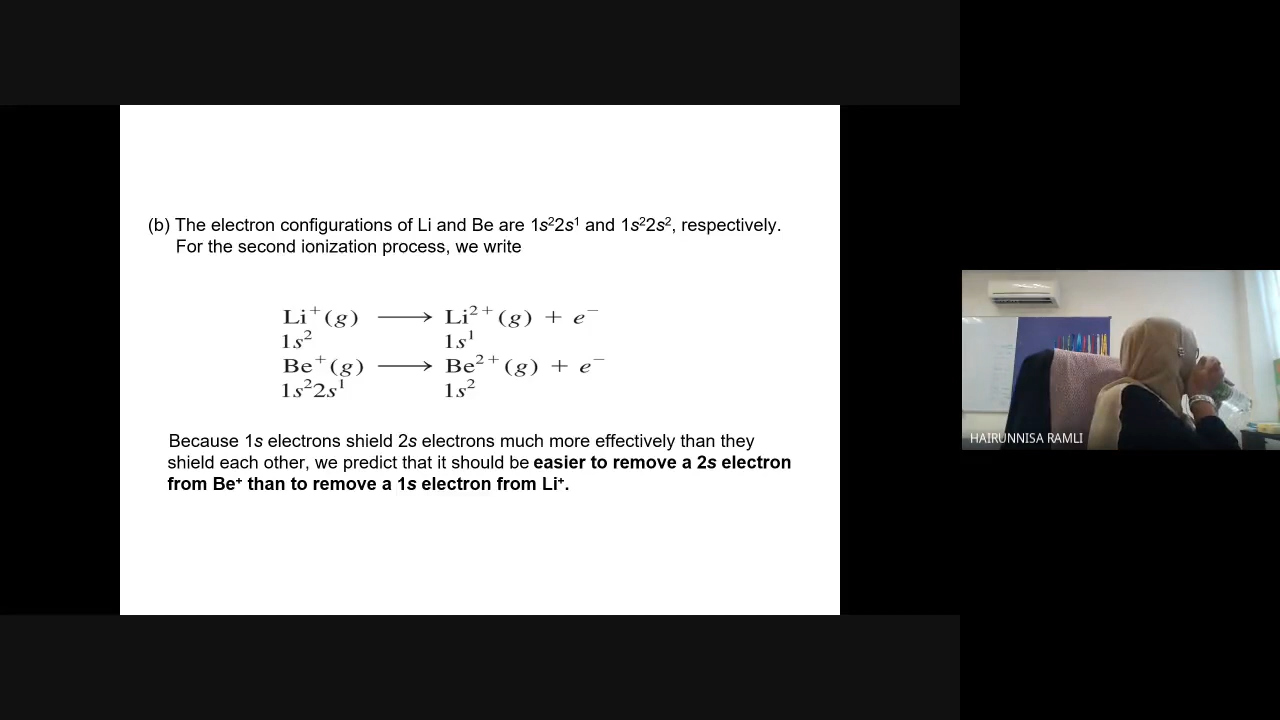 (b) The electron configurations of Li and Be are 1s²2s¹ and 1s²2s², respectively.
For the second ionization process, we write
Li⁺(g) ⟶ Li²⁺(g) + e⁻
1s² 1s¹
Be⁺(g) ⟶ Be²⁺(g) + e⁻
1s²2s¹ 1s²
Because 1s electrons shield 2s electrons much more effectively than they
shield each other, we predict that it should be easier to remove a 2s electron
from Be⁺ than to remove a 1s electron from Li⁺.
HAIRUNNISA RAMLI